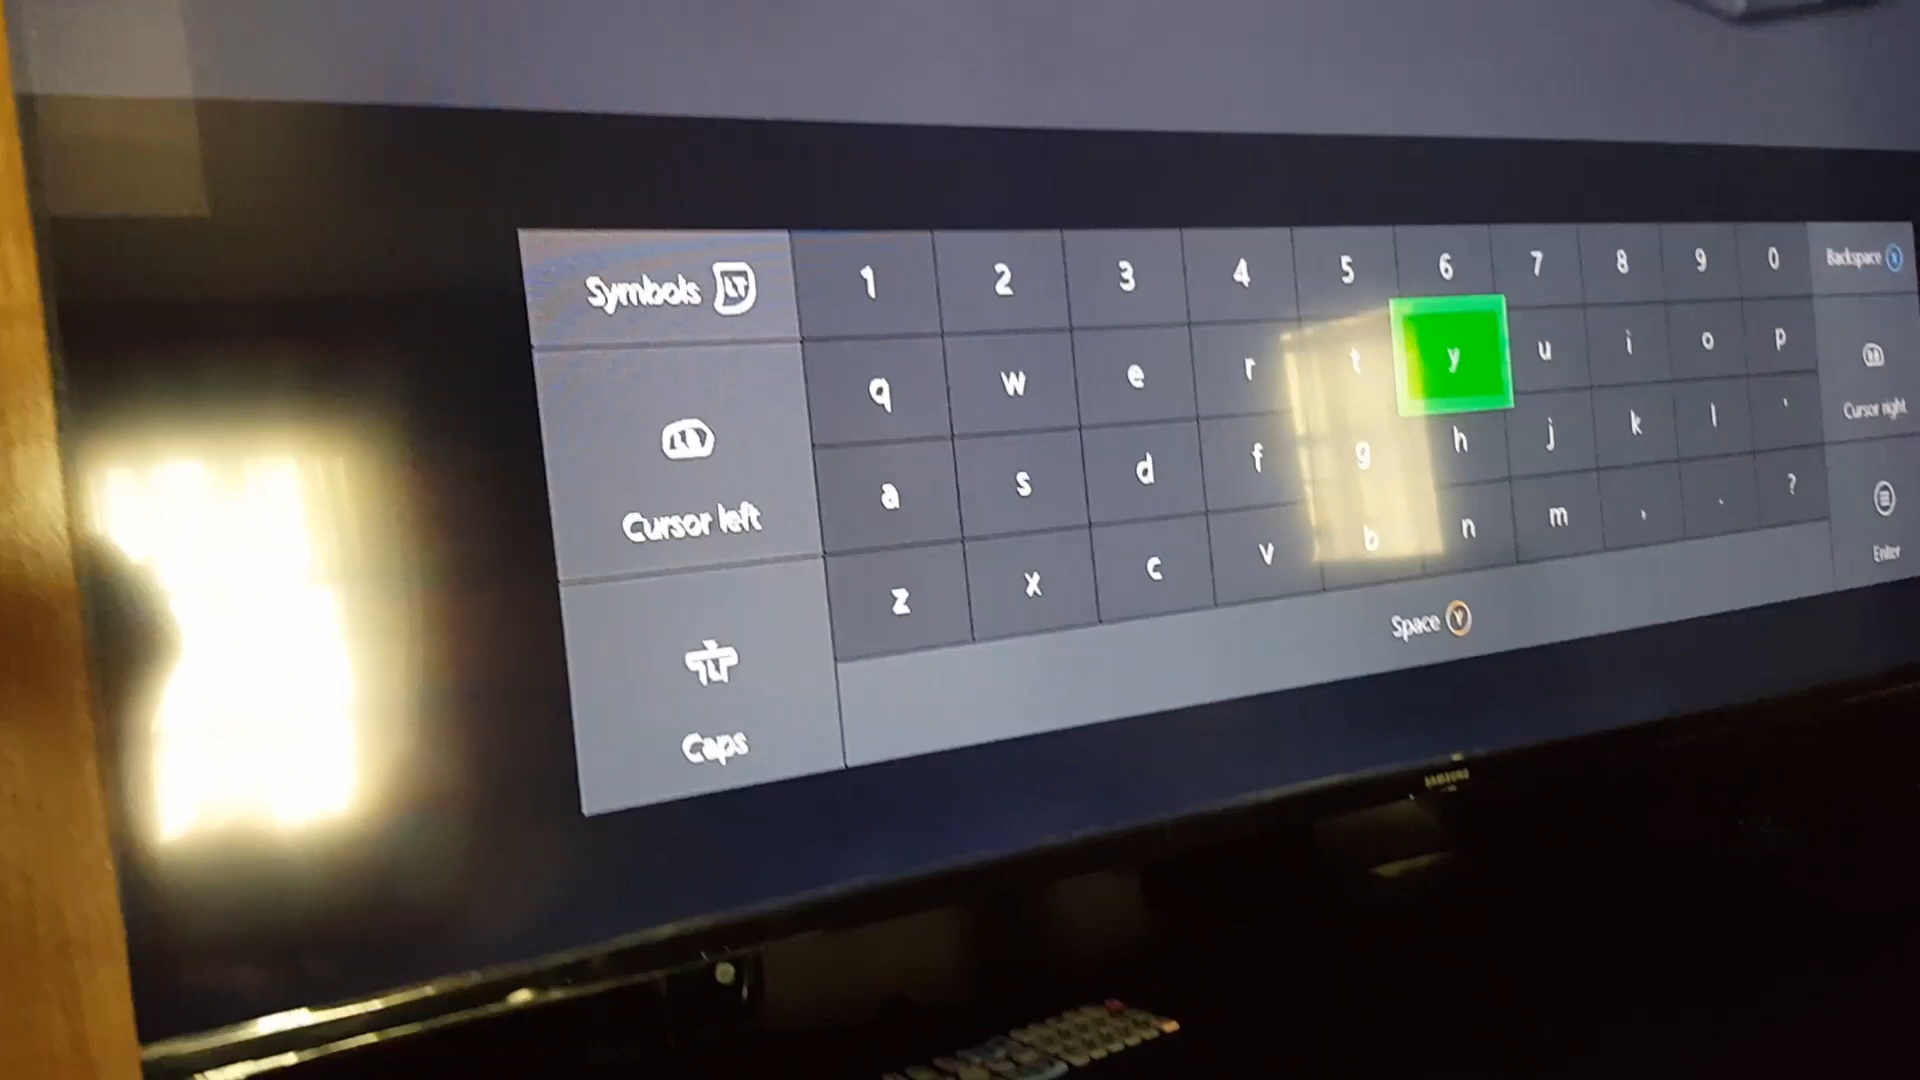 Symbols LT 1 2 3 4 5 6 7 8 9 0 Backspace X
q w e r t y u i o p
Cursor left a s d f g h j k l ' Cursor right
z x c v b n m , . ? Enter
Caps Space Y
SAMSUNG